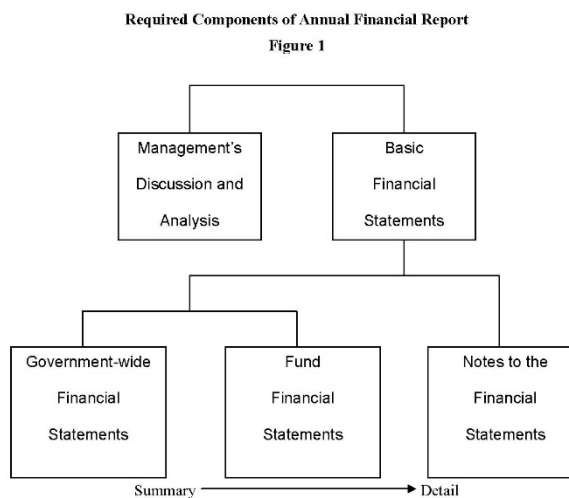 Required Components of Annual Financial Report
Figure 1
Management's
Discussion and
Analysis
Basic
Financial
Statements
Government-wide
Financial
Statements
Fund
Financial
Statements
Notes to the
Financial
Statements
Summary
Detail